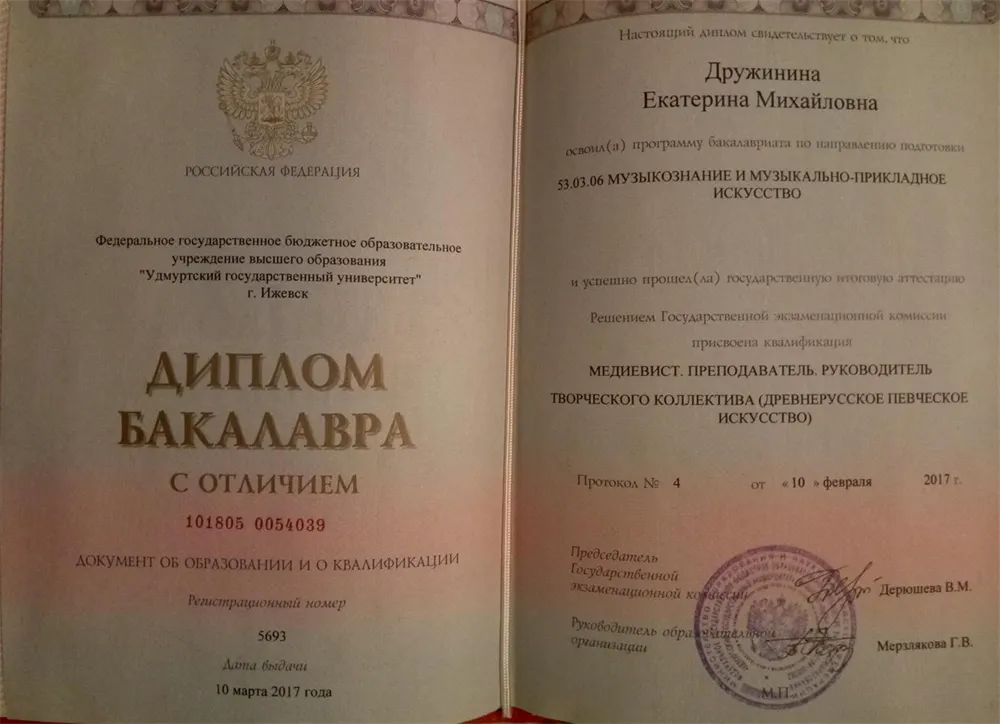 РОССИЙСКАЯ ФЕДЕРАЦИЯ
Федеральное государственное бюджетное образовательное
учреждение высшего образования
"Удмуртский государственный университет"
г. Ижевск
ДИПЛОМ
БАКАЛАВРА
С ОТЛИЧИЕМ
101805 0054039
ДОКУМЕНТ ОБ ОБРАЗОВАНИИ И О КВАЛИФИКАЦИИ
Регистрационный номер
5693
Дата выдачи
10 марта 2017 года
Настоящий диплом свидетельствует о том, что
Дружинина
Екатерина Михайловна
освоил(а) программу бакалавриата по направлению подготовки
53.03.06 МУЗЫКОЗНАНИЕ И МУЗЫКАЛЬНО-ПРИКЛАДНОЕ
ИСКУССТВО
и успешно прошел(ла) государственную итоговую аттестацию
Решением Государственной экзаменационной комиссии
присвоена квалификация
МЕДИЕВИСТ. ПРЕПОДАВАТЕЛЬ. РУКОВОДИТЕЛЬ
ТВОРЧЕСКОГО КОЛЛЕКТИВА (ДРЕВНЕРУССКОЕ ПЕВЧЕСКОЕ
ИСКУССТВО)
Протокол № 4 от «10» февраля 2017 г.
Председатель
Государственной
экзаменационной комиссии Дерюшева В.М.
Руководитель образовательной
организации Мерзлякова Г.В.
М.П.